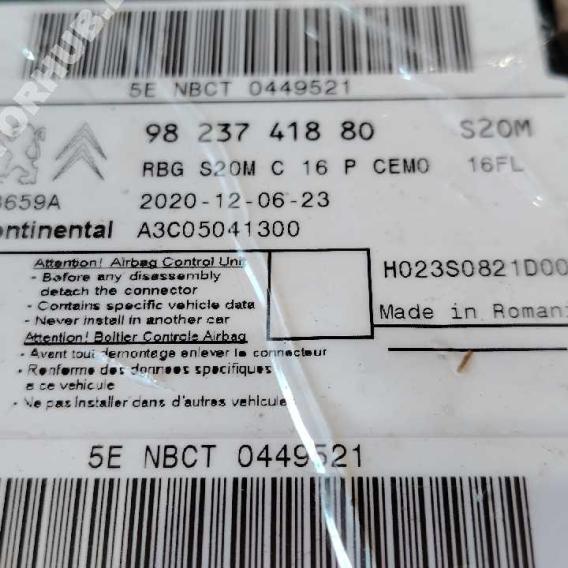 5E NBCT 0449521
98 237 418 80 S20M
RBG S20M C 16 P CEM0 16FL
3659A 2020-12-06-23
ontinental A3C05041300
Attention! Airbag Control Uni
- Before any disassembly
detach the connector
- Contains specific vehicle data
- Never install in another car
H023S0821D00
Made in Romani
Attention! Boîtier Controle Airbag
- Avant tout demontage enlever le connecteur
- Renferme des donnees specifiques
a ce vehicule
- Ne pas installer dans d'autres vehicule
5E NBCT 0449521